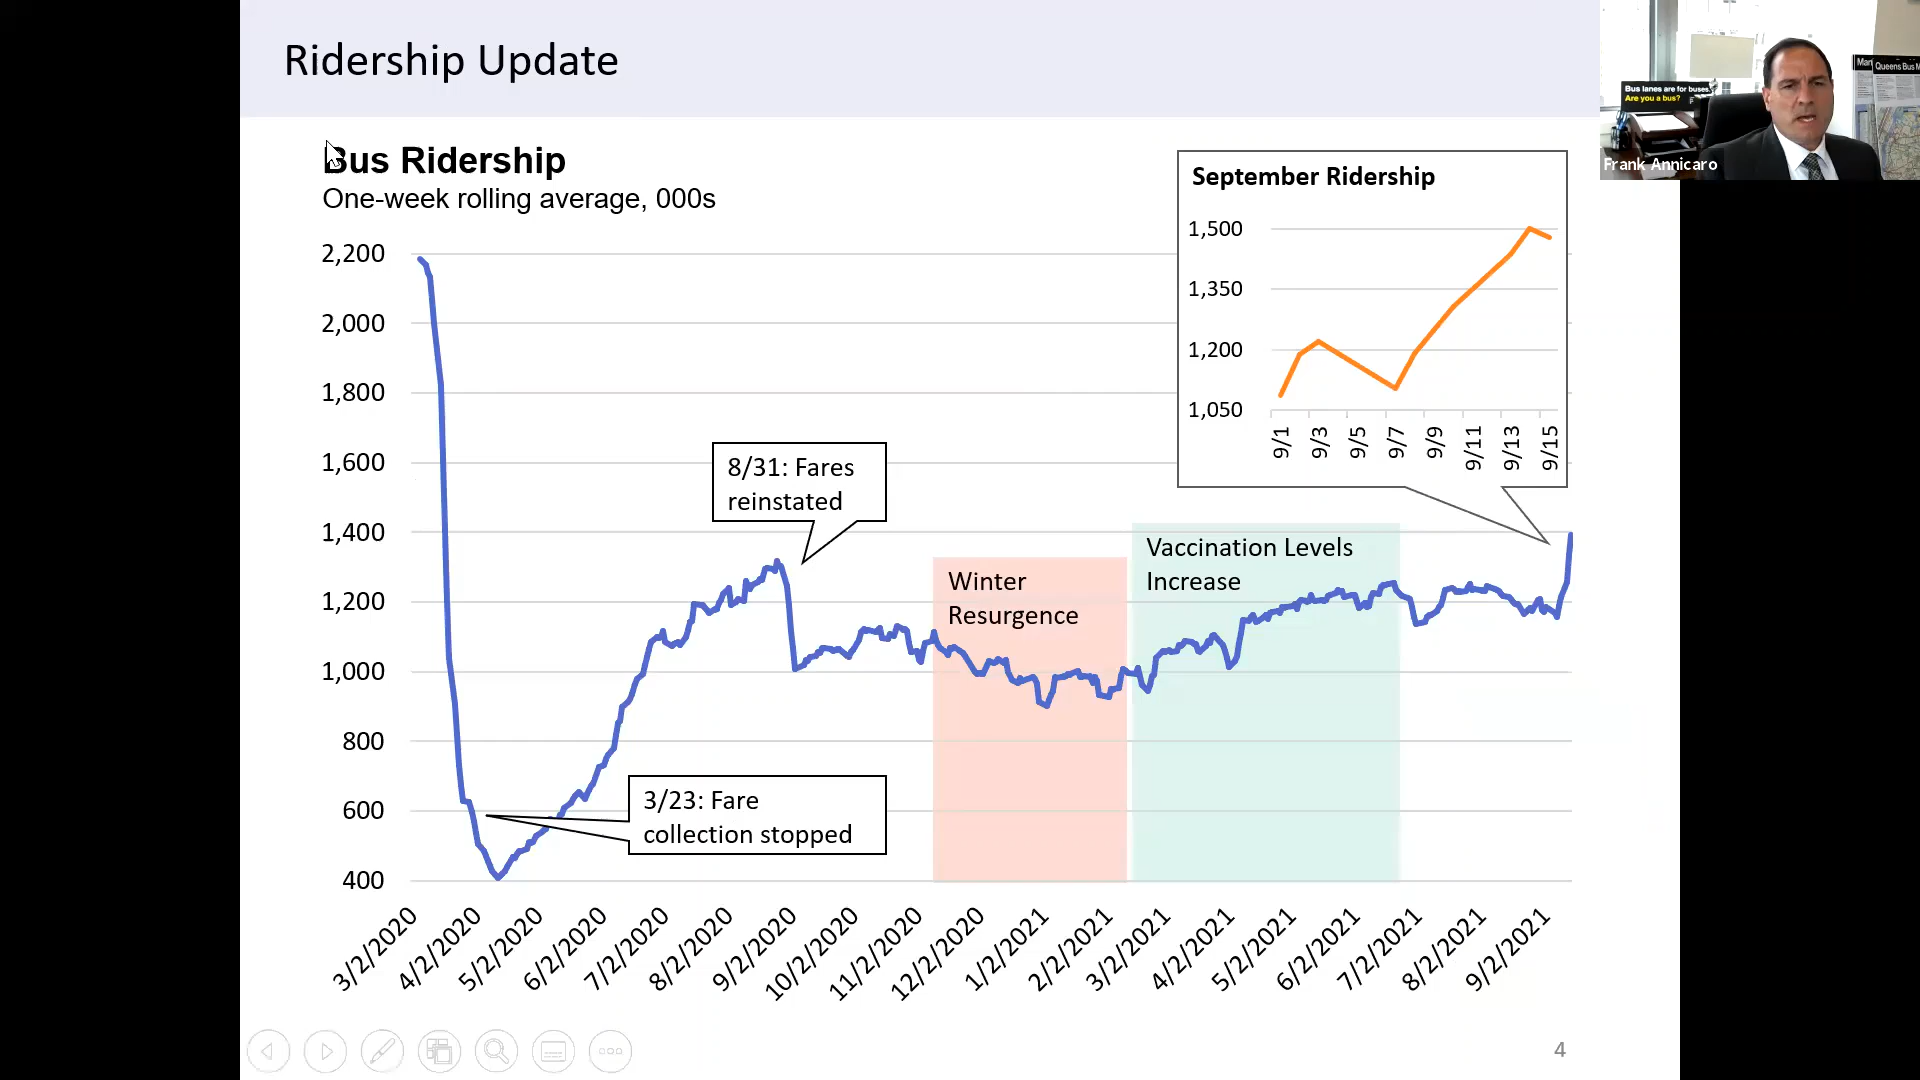 Ridership Update
Bus Ridership
One-week rolling average, 000s
2,200
2,000
1,800
1,600
1,400
1,200
1,000
800
600
400
3/2/2020
4/2/2020
5/2/2020
6/2/2020
7/2/2020
8/2/2020
9/2/2020
10/2/2020
11/2/2020
12/2/2020
1/2/2021
2/2/2021
3/2/2021
4/2/2021
5/2/2021
6/2/2021
7/2/2021
8/2/2021
9/2/2021
8/31: Fares
reinstated
3/23: Fare
collection stopped
Winter
Resurgence
Vaccination Levels
Increase
September Ridership
1,500
1,350
1,200
1,050
9/1
9/3
9/5
9/7
9/9
9/11
9/13
9/15
4
Bus lanes are for buses.
Are you a bus?
Queens Bus M
Frank Annicaro